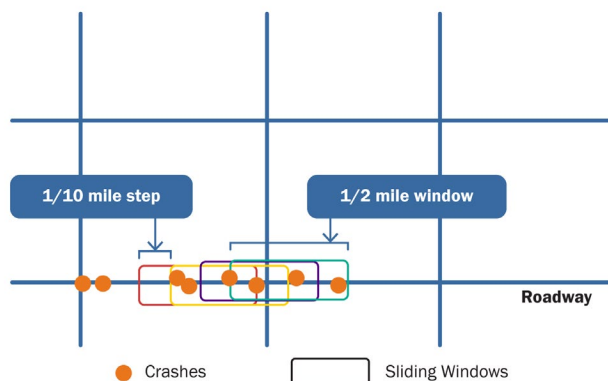 1/10 mile step
1/2 mile window
Roadway
Crashes
Sliding Windows